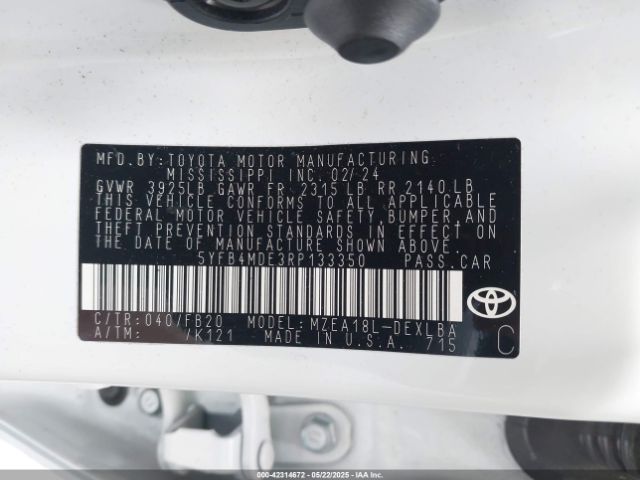 MFD. BY: TOYOTA MOTOR MANUFACTURING,
MISSISSIPPI INC. 02/24
GVWR 3925LB GAWR FR 2315 LB RR 2140 LB
THIS VEHICLE CONFORMS TO ALL APPLICABLE
FEDERAL MOTOR VEHICLE SAFETY, BUMPER, AND
THEFT PREVENTION STANDARDS IN EFFECT ON
THE DATE OF MANUFACTURE SHOWN ABOVE.
5YFB4MDE3RP133350 PASS. CAR
C/TR: 040/FB20 MODEL: MZEA18L-DEXLBA
A/TM: /K121 MADE IN U.S.A. 715 C
000-42314672 - 05/22/2025 - IAAI.COM